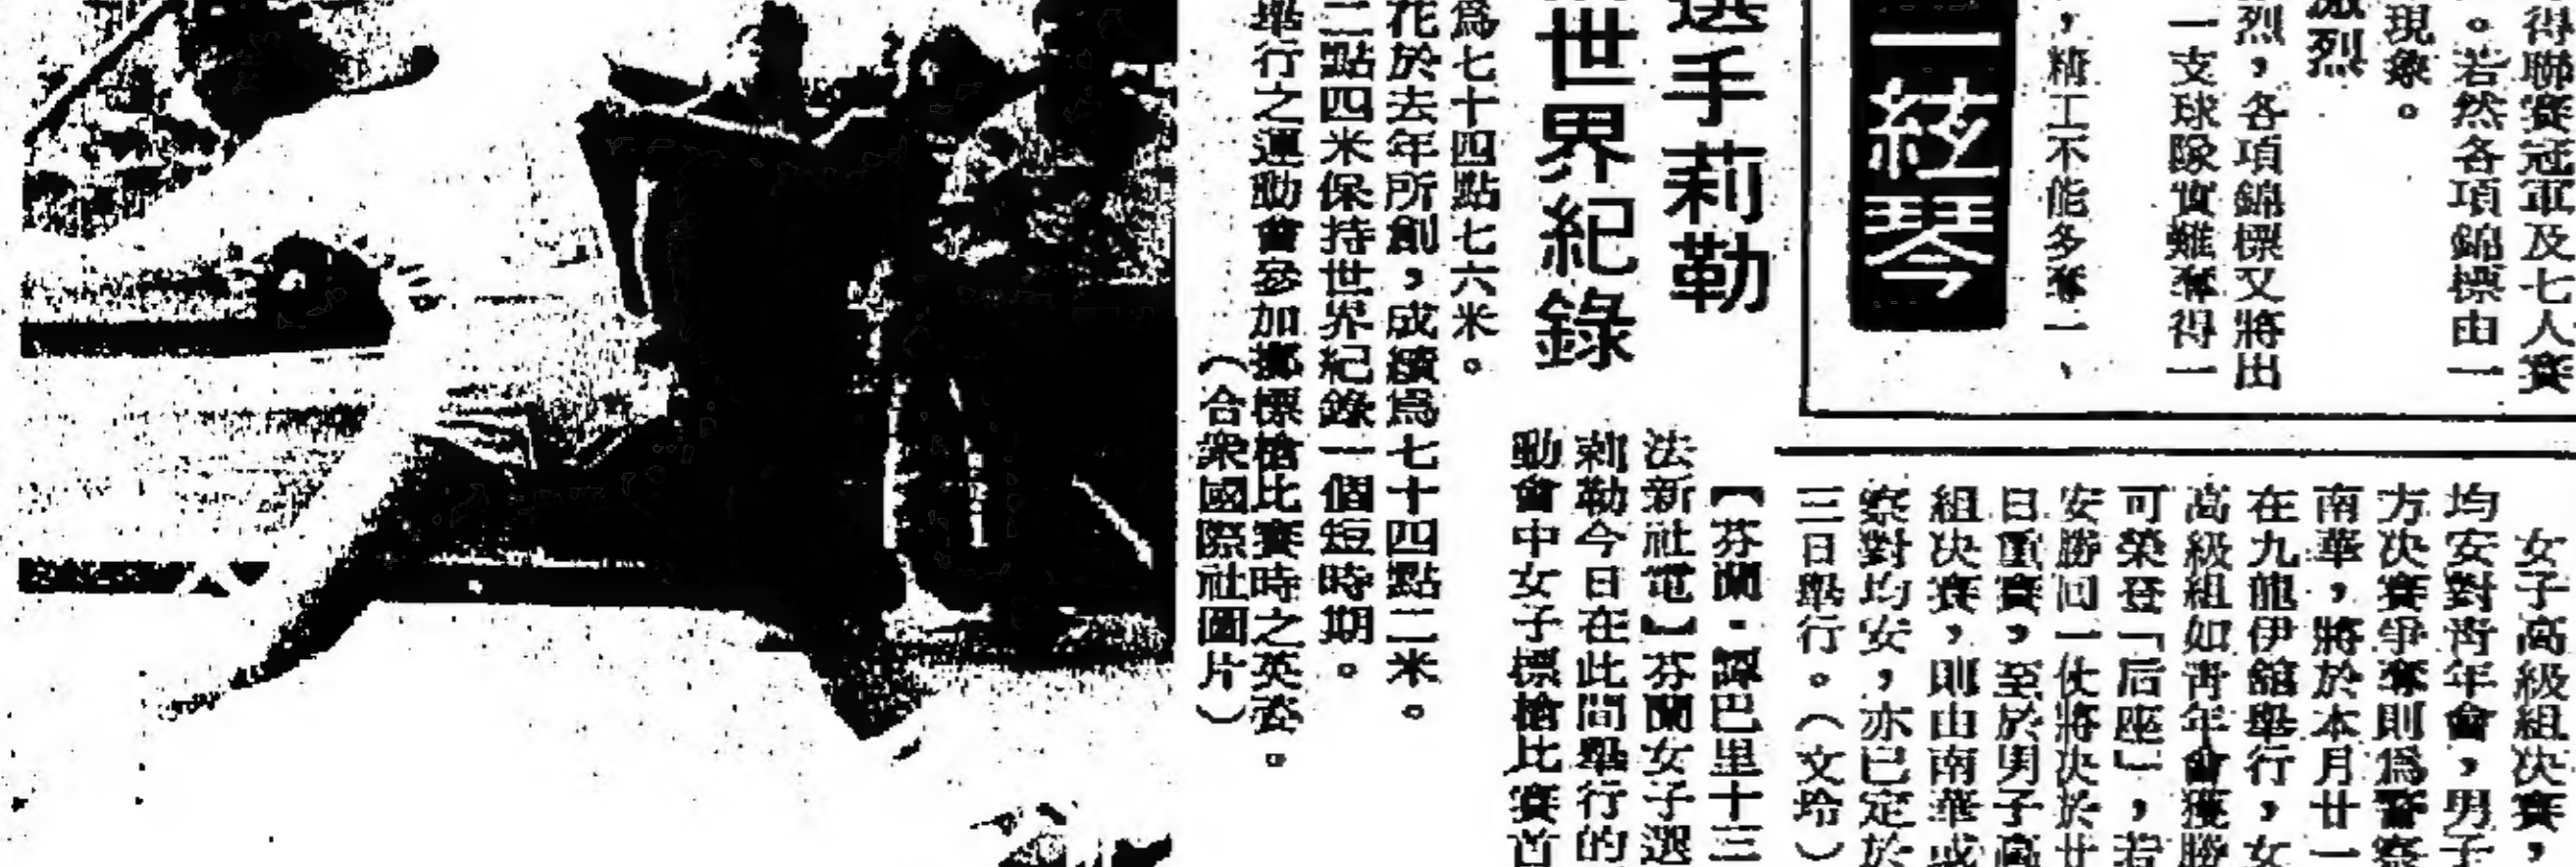 得聯賽冠軍及七人賽
。若然各項錦標由一
現象。
激烈
烈，各項錦標又將出
一支球隊實難奪得一
，精工不能多奪一、
一絃琴
女子高級組决賽，
均安對青年會，男子
方决賽爭奪則爲警察
南華，將於本月廿一
在九龍伊館舉行，女
高級組如青年會獲勝
可榮登「后座」，若
安勝回一仗將决於廿
日重賽，至於男子高
組决賽，則由南華或
察對均安，亦已定於
三日舉行。（文玲）
選手莉勒
世界紀錄
【芬蘭·譚巴里十三
法新社電】芬蘭女子選
莉勒今日在此間舉行的
動會中女子標槍比賽首
爲七十四點七六米。
花於去年所創，成績爲七十四點二米。
二點四米保持世界紀錄一個短時期。
舉行之運動會參加擲標槍比賽時之英姿。
（合衆國際社圖片）